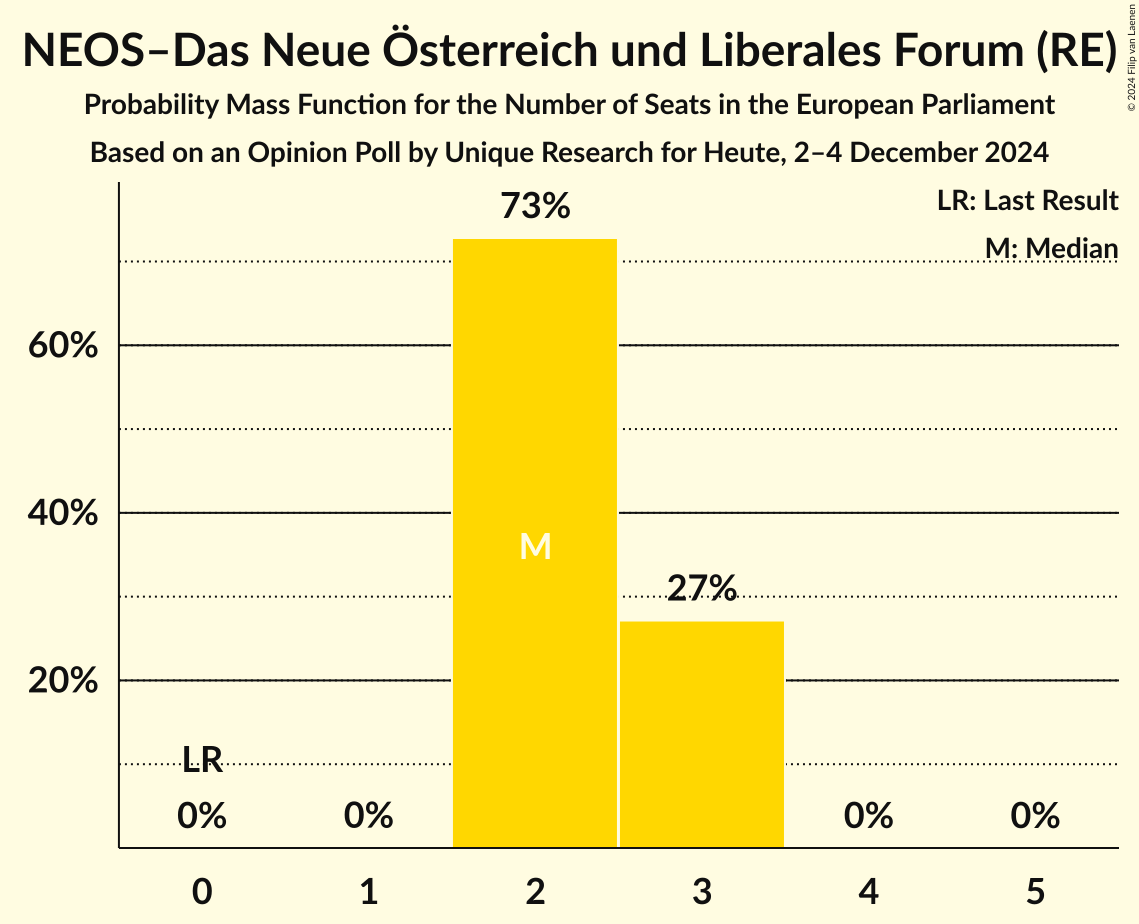 NEOS–Das Neue Österreich und Liberales Forum (RE)
Probability Mass Function for the Number of Seats in the European Parliament
Based on an Opinion Poll by Unique Research for Heute, 2–4 December 2024
© 2024 Filip van Laenen
LR: Last Result
M: Median
73%
60%
40%
M
27%
20%
LR
0%
0%
0%
0%
0
1
2
3
4
5